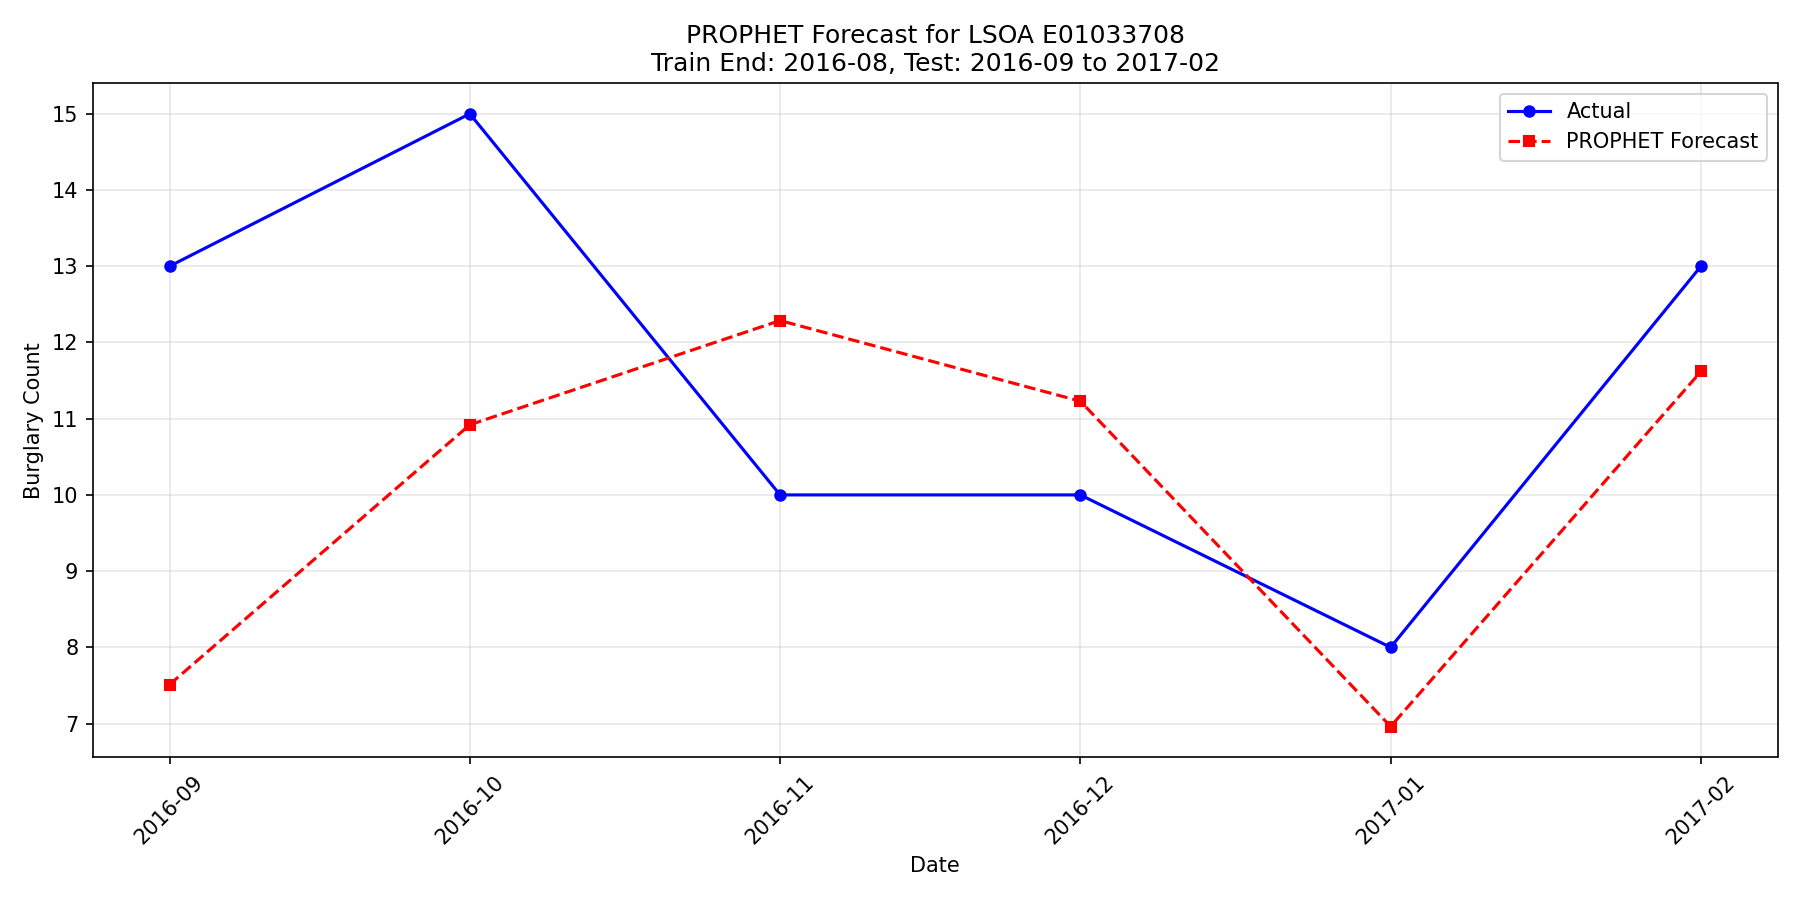 PROPHET Forecast for LSOA E01033708
Train End: 2016-08, Test: 2016-09 to 2017-02
Actual
PROPHET Forecast
Burglary Count
15
14
13
12
11
10
9
8
7
2016-09
2016-10
2016-11
2016-12
2017-01
2017-02
Date